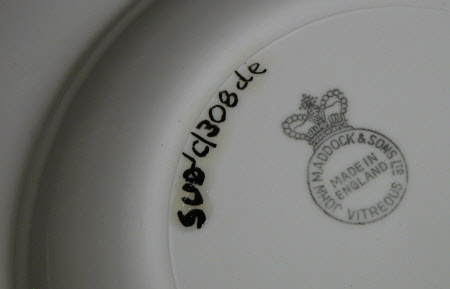 SUD/C/308de
JOHN MADDOCK & SONS LTD
MADE IN
ENGLAND
VITREOUS